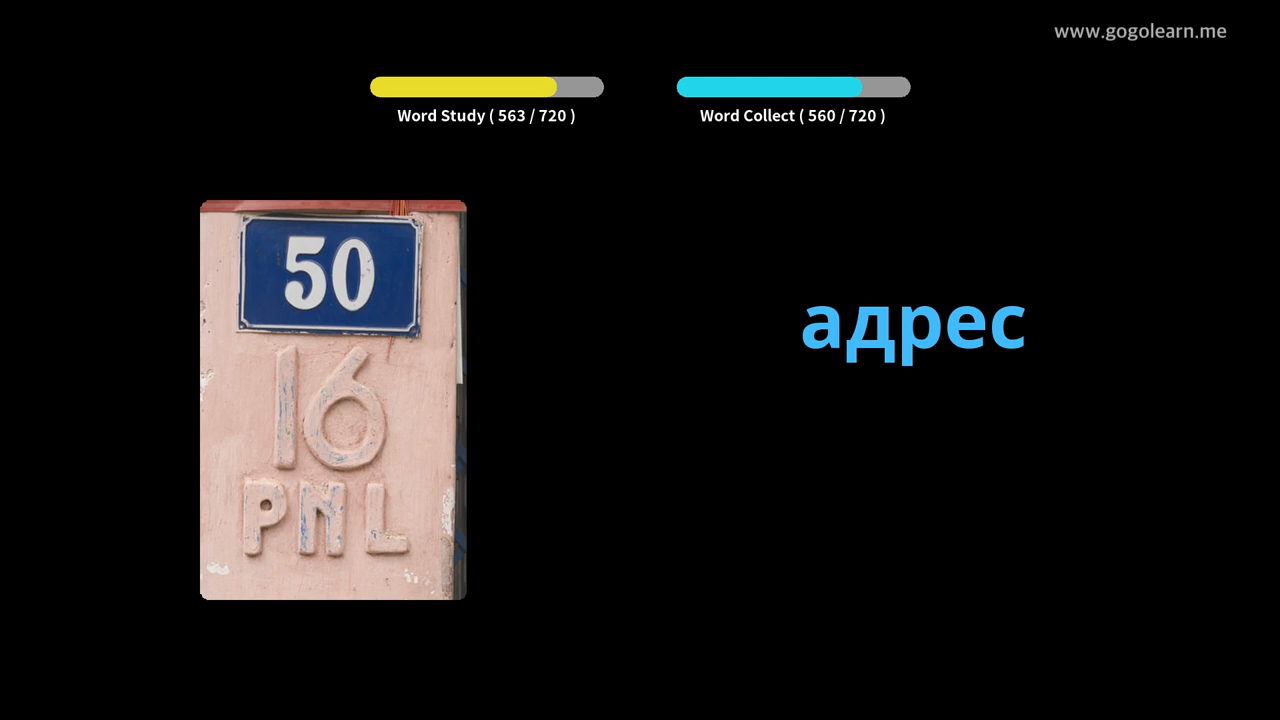 www.gogolearn.me
Word Study ( 563 / 720 )
Word Collect ( 560 / 720 )
50
16
PNL
адрес